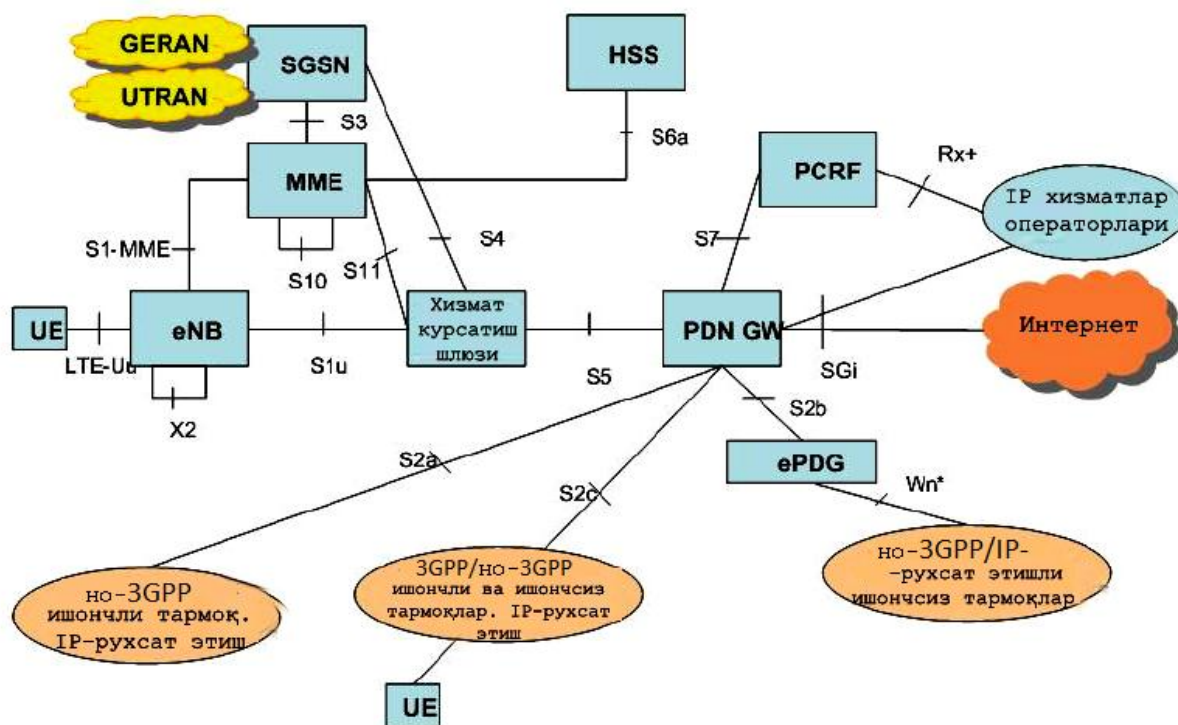 GERAN
UTRAN
SGSN
HSS
S3
S6a
MME
PCRF
Rx+
IP хизматлар
операторлари
S1-MME
S10
S11
S4
S7
UE
LTE-Uu
eNB
S1u
Хизмат
курсатиш
шлюзи
S5
PDN GW
SGi
Интернет
X2
S2b
S2a
S2c
ePDG
Wn*
но-3GPP
ишончли тармоқ.
IP-рухсат этиш
3GPP/но-3GPP
ишончли ва ишончсиз
тармоқлар. IP-рухсат
этиш
но-3GPP/IP-
-рухсат этишли
ишончсиз тармоқлар
UE